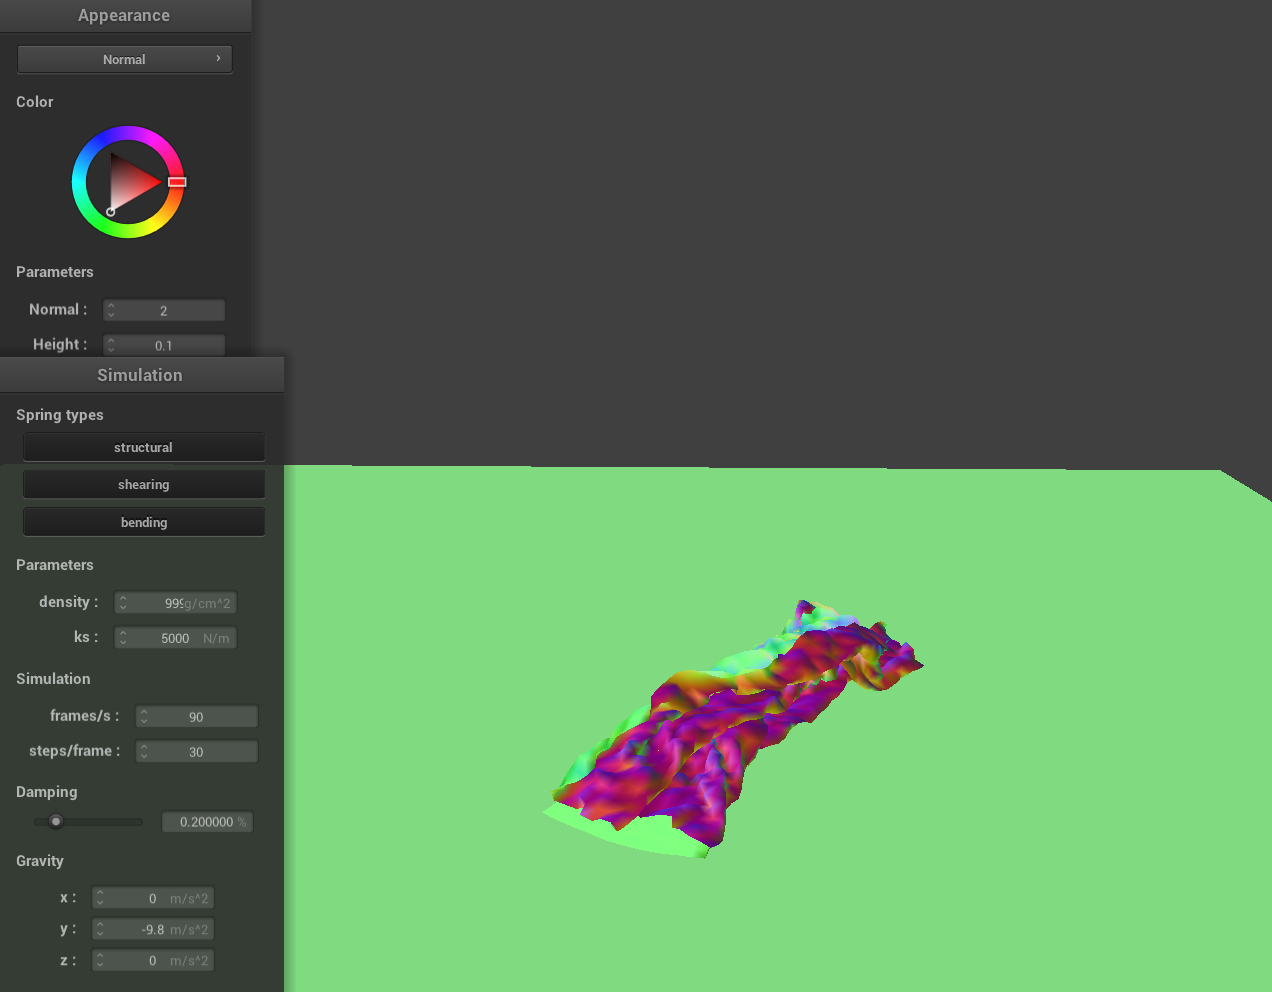 Appearance
Normal
Color
Parameters
Normal : 2
Height : 0.1
Simulation
Spring types
structural
shearing
bending
Parameters
density : 999 g/cm^2
ks : 5000 N/m
Simulation
frames/s : 90
steps/frame : 30
Damping
0.200000 %
Gravity
x : 0 m/s^2
y : -9.8 m/s^2
z : 0 m/s^2